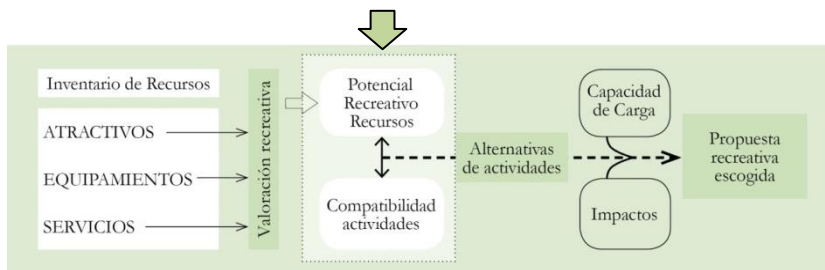 Inventario de Recursos
ATRACTIVOS
EQUIPAMIENTOS
SERVICIOS
Valoración recreativa
Potencial
Recreativo
Recursos
Compatibilidad
actividades
Alternativas
de actividades
Capacidad
de Carga
Impactos
Propuesta
recreativa
escogida